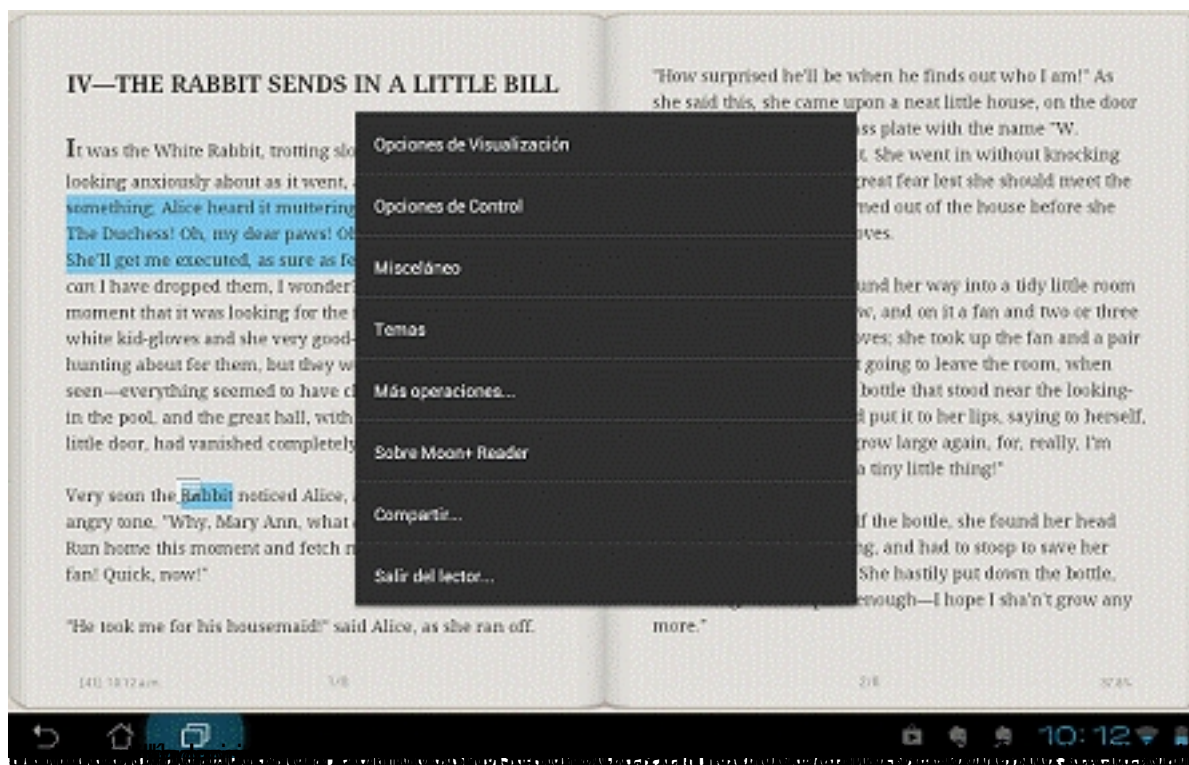 IV—THE RABBIT SENDS IN A LITTLE BILL
It was the White Rabbit, trotting slo
looking anxiously about as it went,
something; Alice heard it muttering
The Duchess! Oh, my dear paws! Oh
She'll get me executed, as sure as fe
can I have dropped them, I wonder?
moment that it was looking for the
white kid-gloves and she very good-
hunting about for them, but they w
seen—everything seemed to have c
in the pool, and the great hall, with
little door, had vanished completely
Very soon the Rabbit noticed Alice,
angry tone, "Why, Mary Ann, what
Run home this moment and fetch
fan! Quick, now!"
"He took me for his housemaid!" said Alice, as she ran off.
10:12 a.m.
1/8
Opciones de Visualización
Opciones de Control
Misceláneo
Temas
Más operaciones...
Sobre Moon+ Reader
Compartir...
Salir del lector...
"How surprised he'll be when he finds out who I am!" As
she said this, she came upon a neat little house, on the door
ss plate with the name "W.
t. She went in without knocking
great fear lest she should meet the
ned out of the house before she
oves.
und her way into a tidy little room
w, and on it a fan and two or three
oves; she took up the fan and a pair
t going to leave the room, when
bottle that stood near the looking-
d put it to her lips, saying to herself,
grow large again, for, really, I'm
a tiny little thing!"
lf the bottle, she found her head
ng, and had to stoop to save her
She hastily put down the bottle,
enough—I hope I sha'n't grow any
more."
2/8
37.8%
10:12